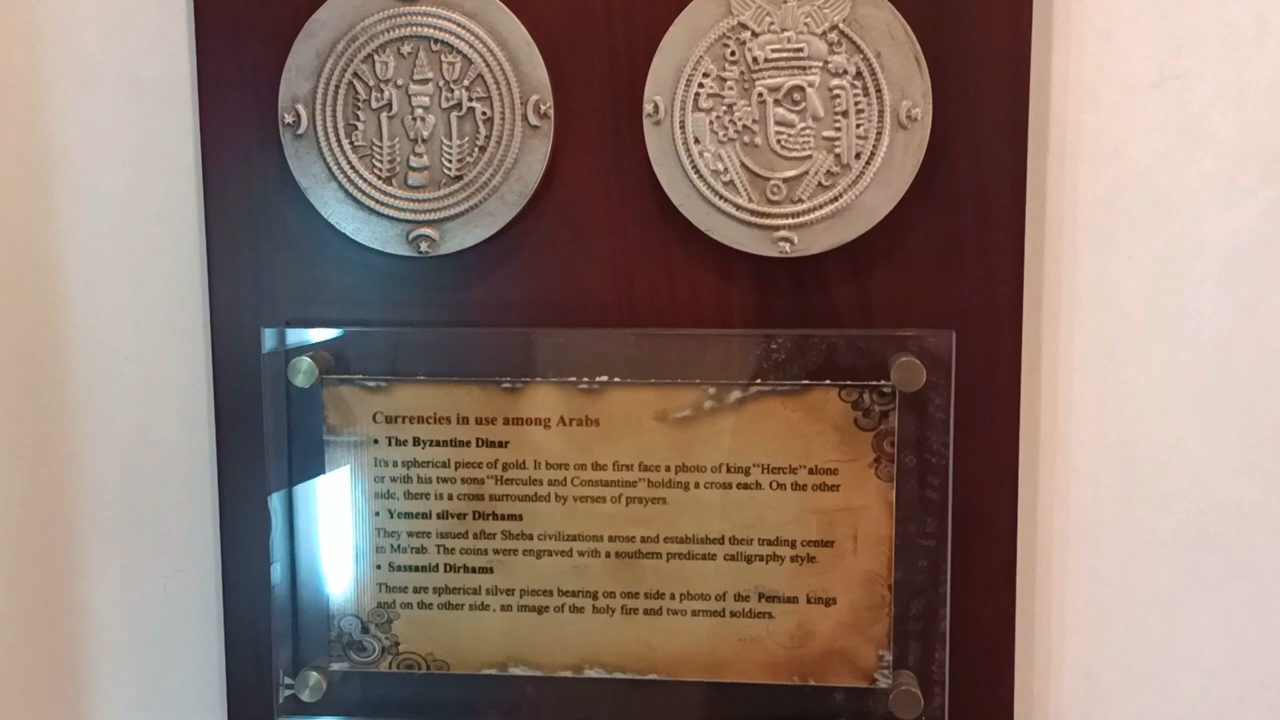 Currencies in use among Arabs
• The Byzantine Dinar
It's a spherical piece of gold. It bore on the first face a photo of king "Hercle" alone
or with his two sons "Hercules and Constantine" holding a cross each. On the other
side, there is a cross surrounded by verses of prayers.
• Yemeni silver Dirhams
They were issued after Sheba civilizations arose and established their trading center
in Ma'rab. The coins were engraved with a southern predicate calligraphy style.
• Sassanid Dirhams
These are spherical silver pieces bearing on one side a photo of the Persian kings
and on the other side , an image of the holy fire and two armed soldiers.